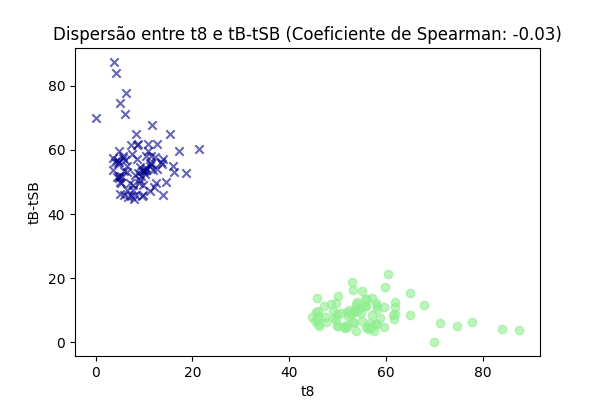 Dispersão entre t8 e tB-tSB (Coeficiente de Spearman: -0.03)
80
60
40
20
0
tB-tSB
0 20 40 60 80
t8